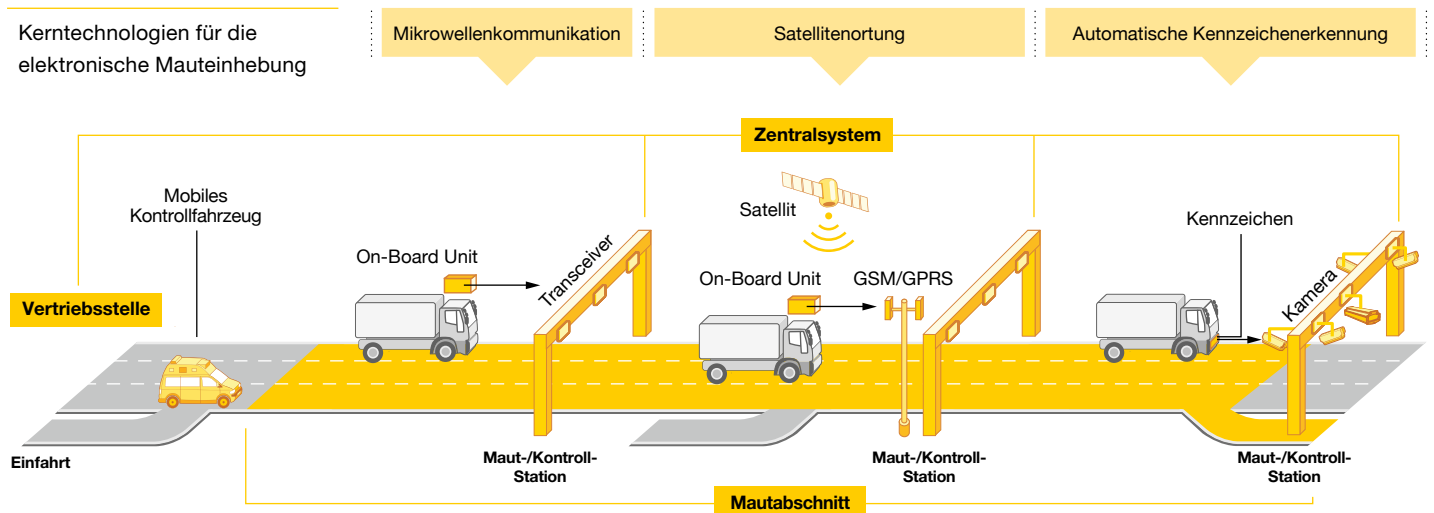 Kerntechnologien für die
elektronische Mauteinhebung
Mikrowellenkommunikation
Satellitenortung
Automatische Kennzeichenerkennung
Zentralsystem
Mobiles
Kontrollfahrzeug
Satellit
Kennzeichen
On-Board Unit
Transceiver
On-Board Unit
GSM/GPRS
Kamera
Vertriebsstelle
Einfahrt
Maut-/Kontroll-
Station
Maut-/Kontroll-
Station
Maut-/Kontroll-
Station
Mautabschnitt